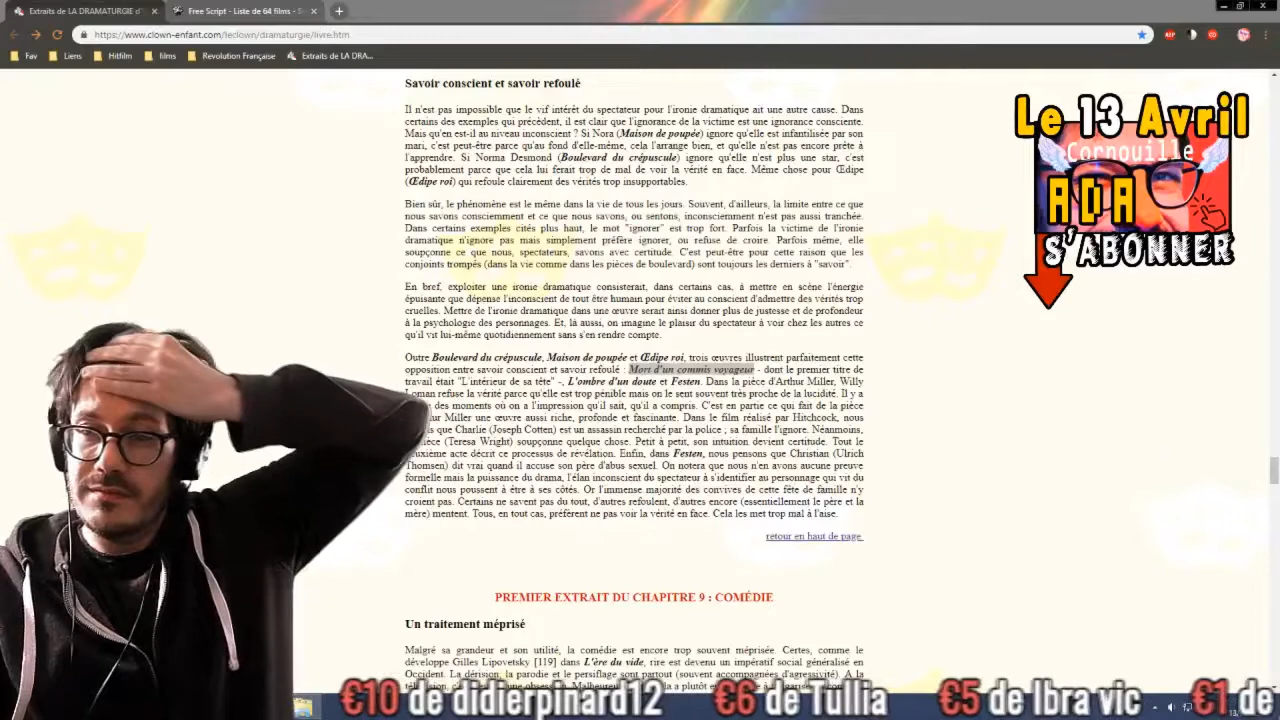 Extraits de LA DRAMATURGIE d'
Free Script - Liste de 64 films - S
https://www.clown-enfant.com/leclown/dramaturgie/livre.htm
Fav
Liens
Hitfilm
films
Revolution Française
Extraits de LA DRA...
Savoir conscient et savoir refoulé
Il n'est pas impossible que le vif intérêt du spectateur pour l'ironie dramatique ait une autre cause. Dans
certains des exemples qui précèdent, il est clair que l'ignorance de la victime est une ignorance consciente.
Mais qu'en est-il au niveau inconscient ? Si Nora (Maison de poupée) ignore qu'elle est infantilisée par son
mari, c'est peut-être parce qu'au fond d'elle-même, cela l'arrange bien, et qu'elle n'est pas encore prête à
l'apprendre. Si Norma Desmond (Boulevard du crépuscule) ignore qu'elle n'est plus une star, c'est
probablement parce que cela lui ferait trop de mal de voir la vérité en face. Même chose pour Œdipe
(Œdipe roi) qui refoule clairement des vérités trop insupportables.
Bien sûr, le phénomène est le même dans la vie de tous les jours. Souvent, d'ailleurs, la limite entre ce que
nous savons consciemment et ce que nous savons, ou sentons, inconsciemment n'est pas aussi tranchée.
Dans certains exemples cités plus haut, le mot "ignorer" est trop fort. Parfois la victime de l'ironie
dramatique n'ignore pas mais simplement préfère ignorer, ou refuse de croire. Parfois même, elle
soupçonne ce que nous, spectateurs, savons avec certitude. C'est peut-être pour cette raison que les
conjoints trompés (dans la vie comme dans les pièces de boulevard) sont toujours les derniers à "savoir".
En bref, exploiter une ironie dramatique consisterait, dans certains cas, à mettre en scène l'énergie
épuisante que dépense l'inconscient de tout être humain pour éviter au conscient d'admettre des vérités trop
cruelles. Mettre de l'ironie dramatique dans une œuvre serait ainsi donner plus de justesse et de profondeur
à la psychologie des personnages. Et, là aussi, on imagine le plaisir du spectateur à voir chez les autres ce
qu'il vit lui-même quotidiennement sans s'en rendre compte.
Outre Boulevard du crépuscule, Maison de poupée et Œdipe roi, trois œuvres illustrent parfaitement cette
opposition entre savoir conscient et savoir refoulé : Mort d'un commis voyageur - dont le premier titre de
travail était "L'intérieur de sa tête" -, L'ombre d'un doute et Festen. Dans la pièce d'Arthur Miller, Willy
Loman refuse la vérité parce qu'elle est trop pénible mais on le sent souvent très proche de la lucidité. Il y a
des moments où on a l'impression qu'il sait, qu'il a compris. C'est en partie ce qui fait de la pièce
ur Miller une œuvre aussi riche, profonde et fascinante. Dans le film réalisé par Hitchcock, nous
s que Charlie (Joseph Cotten) est un assassin recherché par la police ; sa famille l'ignore. Néanmoins,
ièce (Teresa Wright) soupçonne quelque chose. Petit à petit, son intuition devient certitude. Tout le
uxième acte décrit ce processus de révélation. Enfin, dans Festen, nous pensons que Christian (Ulrich
Thomsen) dit vrai quand il accuse son père d'abus sexuel. On notera que nous n'en avons aucune preuve
formelle mais la puissance du drama, l'élan inconscient du spectateur à s'identifier au personnage qui vit du
conflit nous poussent à être à ses côtés. Or l'immense majorité des convives de cette fête de famille n'y
croient pas. Certains ne savent pas du tout, d'autres refoulent, d'autres encore (essentiellement le père et la
mère) mentent. Tous, en tout cas, préfèrent ne pas voir la vérité en face. Cela les met trop mal à l'aise.
retour en haut de page
PREMIER EXTRAIT DU CHAPITRE 9 : COMÉDIE
Un traitement méprisé
Malgré sa grandeur et son utilité, la comédie est encore trop souvent méprisée. Certes, comme le
développe Gilles Lipovetsky [119] dans L'ère du vide, rire est devenu un impératif social généralisé en
Occident. La dérision, la parodie et le persiflage sont partout (souvent accompagnées d'agressivité). A la
Le 13 Avril
Cornouille
ADA
S'ABONNER
€10 de didierpinard12 €6 de Tullia €5 de Ibra vic €1 de